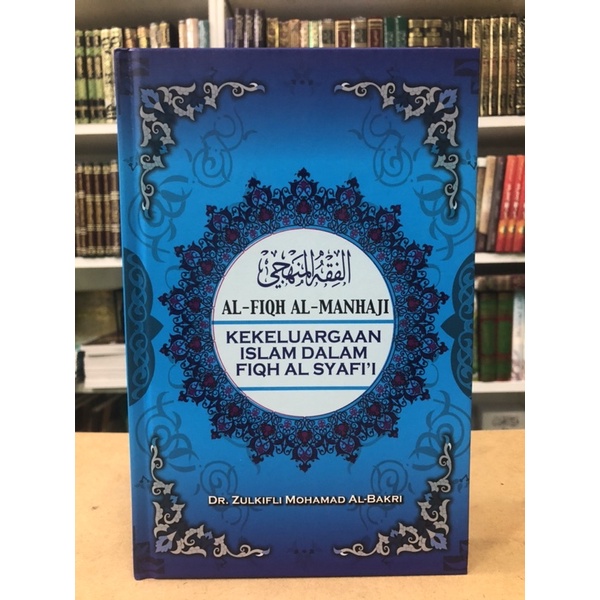 الفقه المنهجي
AL-FIQH AL-MANHAJI
KEKELUARGAAN
ISLAM DALAM
FIQH AL SYAFI'I
DR. ZULKIFLI MOHAMAD AL-BAKRI